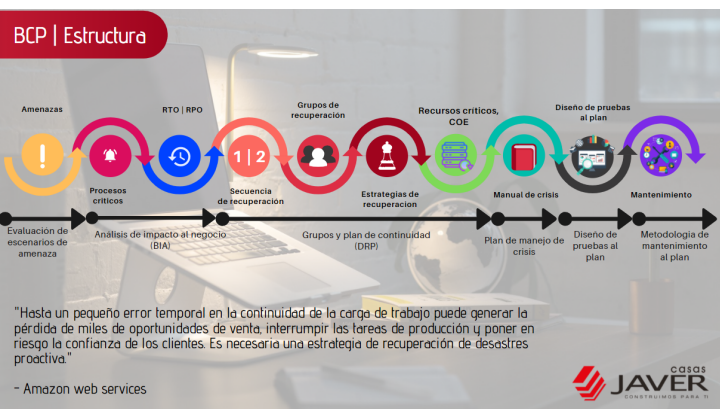 BCP | Estructura
Amenazas
Procesos
críticos
RTO | RPO
1 | 2
Secuencia
de recuperación
Grupos de
recuperación
Estrategias de
recuperacion
Recursos críticos,
COE
Manual de crisis
Diseño de pruebas
al plan
Mantenimiento
Evaluación de
escenarios de
amenaza
Análisis de impacto al negocio
(BIA)
Grupos y plan de continuidad
(DRP)
Plan de manejo de
crisis
Diseño de
pruebas al
plan
Metodología de
mantenimiento
al plan
"Hasta un pequeño error temporal en la continuidad de la carga de trabajo puede generar la
pérdida de miles de oportunidades de venta, interrumpir las tareas de producción y poner en
riesgo la confianza de los clientes. Es necesaria una estrategia de recuperación de desastres
proactiva."
- Amazon web services
casas
JAVER
CONSTRUIMOS PARA TI